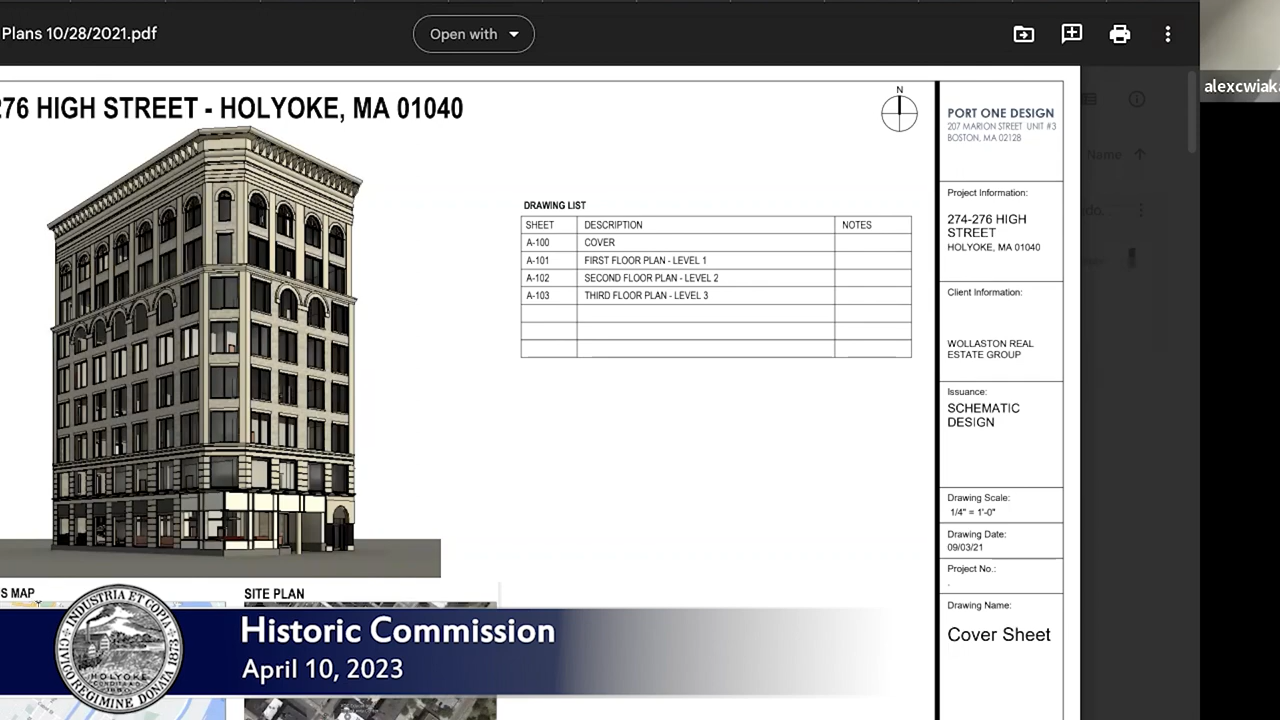 Plans 10/28/2021.pdf
Open with
alexcwiak
276 HIGH STREET - HOLYOKE, MA 01040
N
PORT ONE DESIGN
207 MARION STREET UNIT #3
BOSTON, MA 02128
Name
Project Information:
274-276 HIGH
STREET
HOLYOKE, MA 01040
DRAWING LIST
SHEET DESCRIPTION NOTES
A-100 COVER
A-101 FIRST FLOOR PLAN - LEVEL 1
A-102 SECOND FLOOR PLAN - LEVEL 2
A-103 THIRD FLOOR PLAN - LEVEL 3
Client Information:
WOLLASTON REAL
ESTATE GROUP
Issuance:
SCHEMATIC
DESIGN
Drawing Scale:
1/4" = 1'-0"
Drawing Date:
09/03/21
Project No.:
.
Drawing Name:
Cover Sheet
S MAP
SITE PLAN
INDUSTRIA ET COPIA
HOLYOKE
CIVICO REGIMINE DONATA 1873
Historic Commission
April 10, 2023